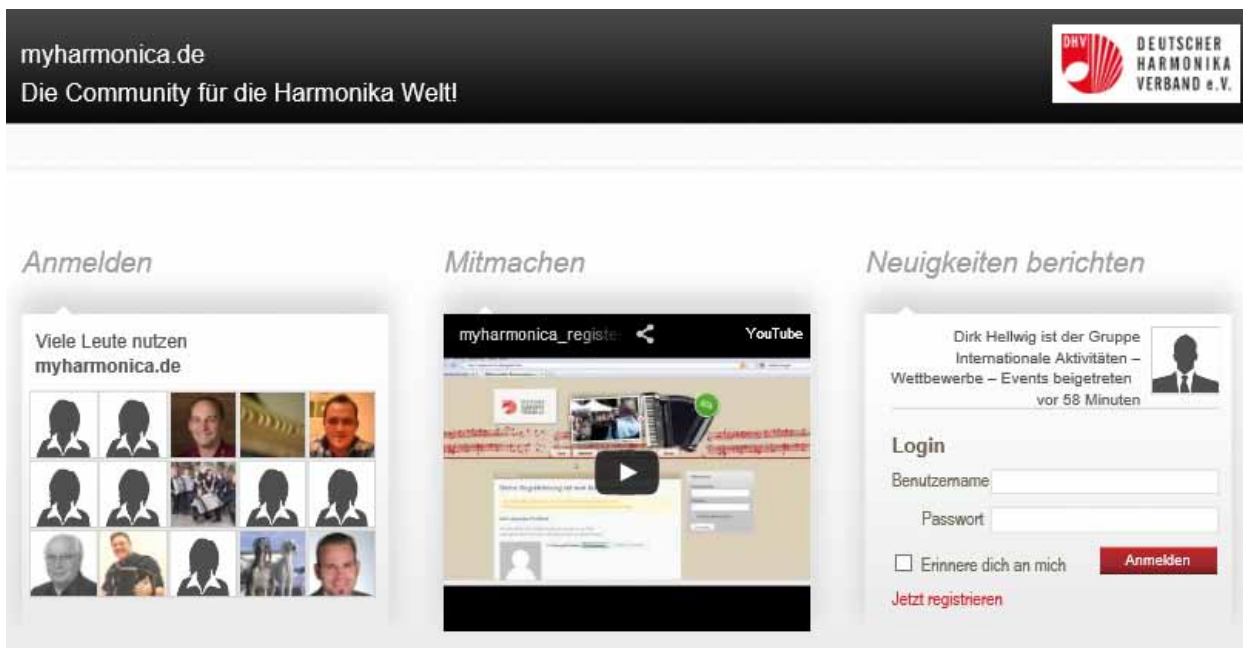 myharmonica.de
Die Community für die Harmonika Welt!
DHV
DEUTSCHER
HARMONIKA
VERBAND e.V.
Anmelden
Viele Leute nutzen
myharmonica.de
Mitmachen
myharmonica_registe
YouTube
Neuigkeiten berichten
Dirk Hellwig ist der Gruppe
Internationale Aktivitäten –
Wettbewerbe – Events beigetreten
vor 58 Minuten
Login
Benutzername
Passwort
Erinnere dich an mich
Anmelden
Jetzt registrieren